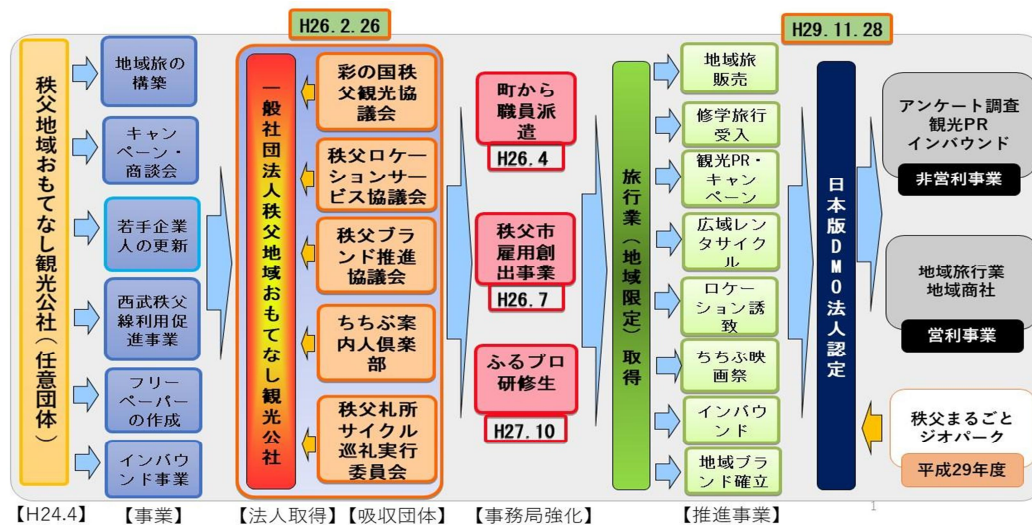 H26.2.26
H29.11.28
秩父地域おもてなし観光公社(任意団体)
地域旅の
構築
キャン
ペーン・
商談会
若手企業
人の更新
西武秩父
線利用促
進事業
フリー
ペーパー
の作成
インバウ
ンド事業
一般社団法人秩父地域おもてなし観光公社
彩の国秩
父観光協
議会
秩父ロケー
ションサー
ビス協議会
秩父ブラ
ンド推進
協議会
ちちぶ案
内人倶楽
部
秩父札所
サイクル
巡礼実行
委員会
町から
職員派
遣
H26.4
秩父市
雇用創
出事業
H26.7
ふるプロ
研修生
H27.10
旅行業(地域限定)取得
地域旅
販売
修学旅行
受入
観光PR・
キャン
ペーン
広域レン
タサイク
ル
ロケー
ション誘
致
ちちぶ映
画祭
インバウ
ンド
地域ブラ
ンド確立
日本版DMO法人認定
アンケート調査
観光PR
インバウンド
非営利事業
地域旅行業
地域商社
営利事業
秩父まるごと
ジオパーク
平成29年度
【H24.4】 【事業】 【法人取得】【吸収団体】 【事務局強化】 【推進事業】
1